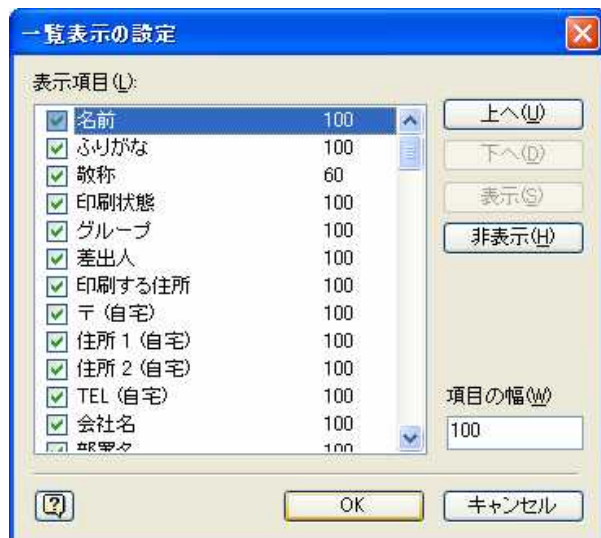 一覧表示の設定
表示項目(L):
名前 100
ふりがな 100
敬称 60
印刷状態 100
グループ 100
差出人 100
印刷する住所 100
〒 (自宅) 100
住所 1 (自宅) 100
住所 2 (自宅) 100
TEL (自宅) 100
会社名 100
部署名 100
上へ(U)
下へ(D)
表示(S)
非表示(H)
項目の幅(W)
100
OK
キャンセル